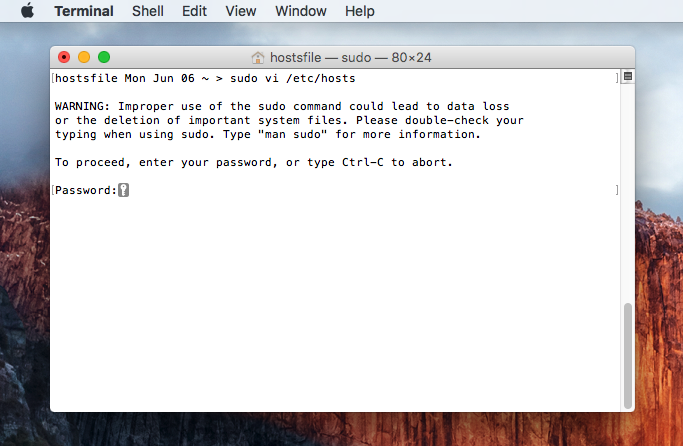 Terminal Shell Edit View Window Help
hostsfile — sudo — 80×24
[hostsfile Mon Jun 06 ~ > sudo vi /etc/hosts ]
WARNING: Improper use of the sudo command could lead to data loss
or the deletion of important system files. Please double-check your
typing when using sudo. Type "man sudo" for more information.
To proceed, enter your password, or type Ctrl-C to abort.
[Password: ]